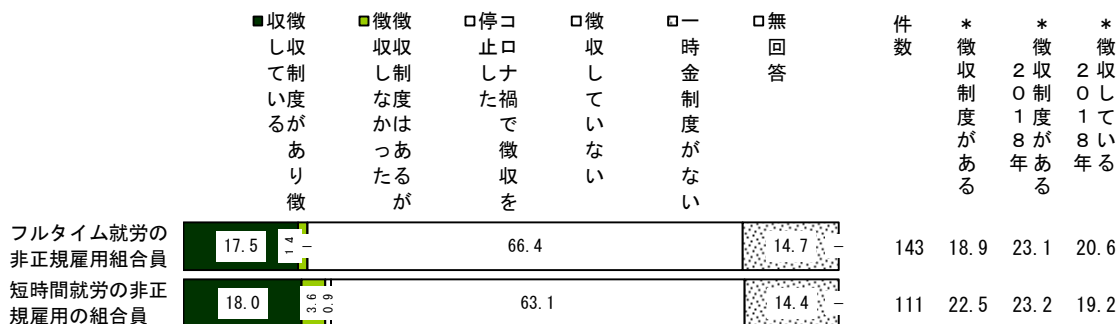 ■徴収制度があり徴収している
■徴収制度はあるが徴収しなかった
□コロナ禍で徴収を停止した
□徴収していない
□一時金制度がない
□無回答
件数
*徴収制度がある
*徴収制度がある2018年
*徴収している2018年
フルタイム就労の非正規雇用組合員
17.5 1.4 - 66.4 14.7 - 143 18.9 23.1 20.6
短時間就労の非正規雇用の組合員
18.0 3.6 0.9 63.1 14.4 - 111 22.5 23.2 19.2